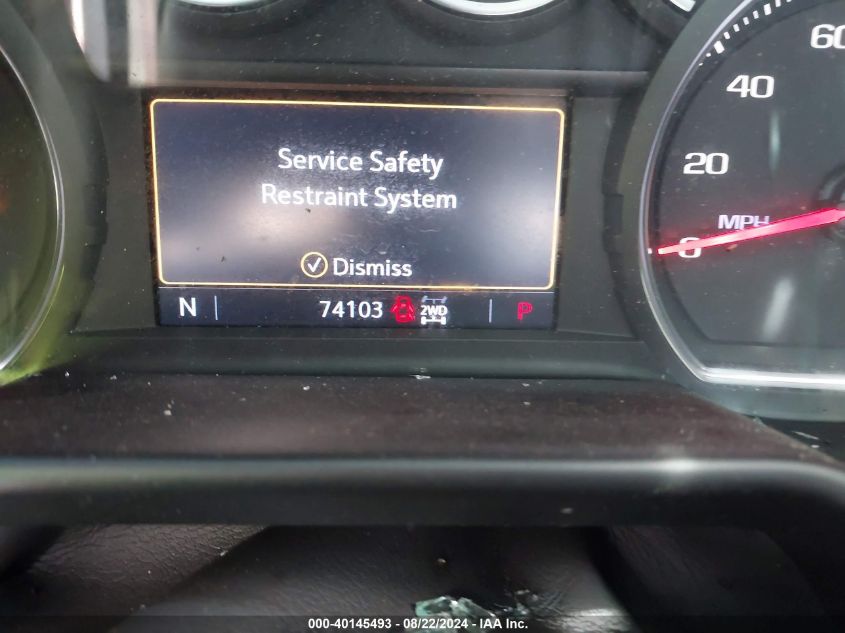 60
40
Service Safety
Restraint System
20
MPH
0
Dismiss
N 74103 2WD P
000-40145493 - 08/22/2024 - IAA Inc.